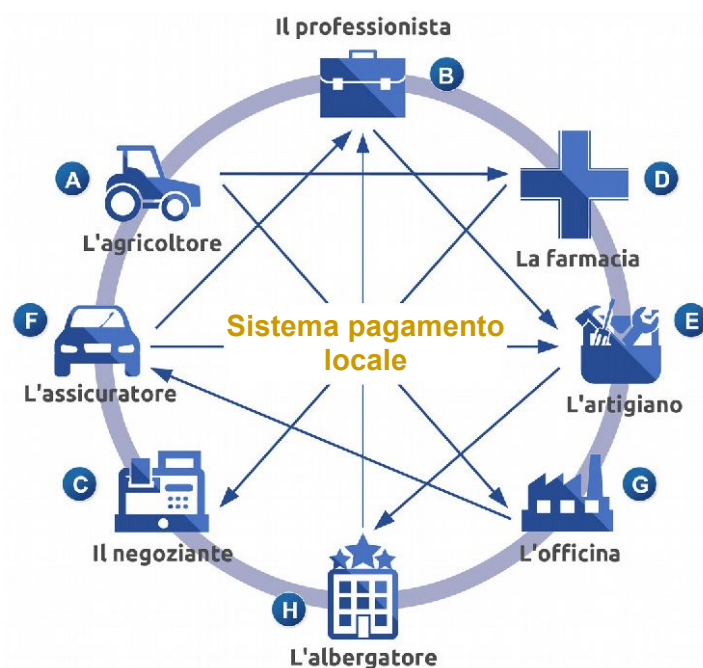 Il professionista
B
A
D
L'agricoltore
La farmacia
F
Sistema pagamento
locale
E
L'assicuratore
L'artigiano
C
G
Il negoziante
L'officina
H
L'albergatore